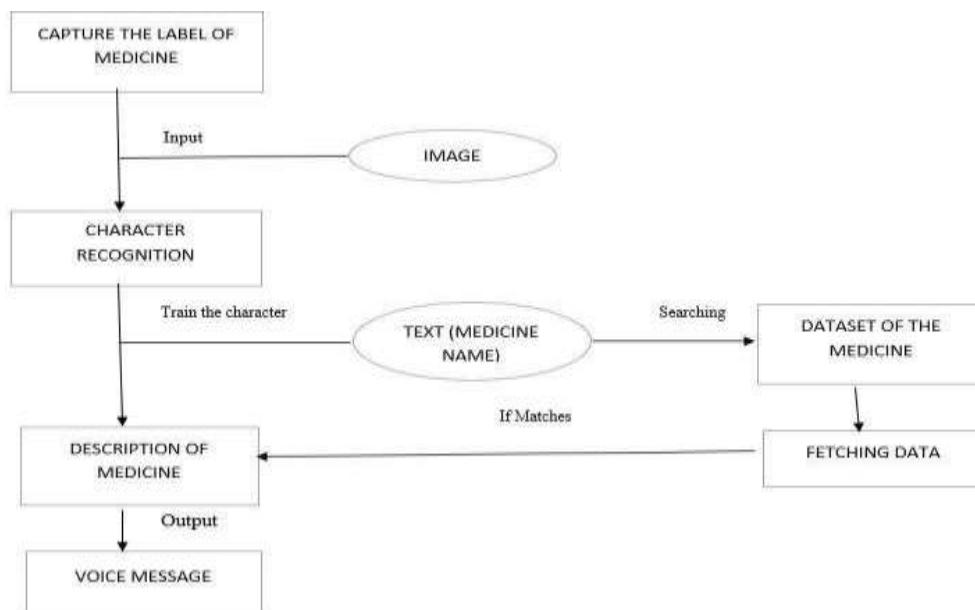 CAPTURE THE LABEL OF
MEDICINE
Input
IMAGE
CHARACTER
RECOGNITION
Train the character
TEXT (MEDICINE
NAME)
Searching
DATASET OF THE
MEDICINE
If Matches
DESCRIPTION OF
MEDICINE
FETCHING DATA
Output
VOICE MESSAGE